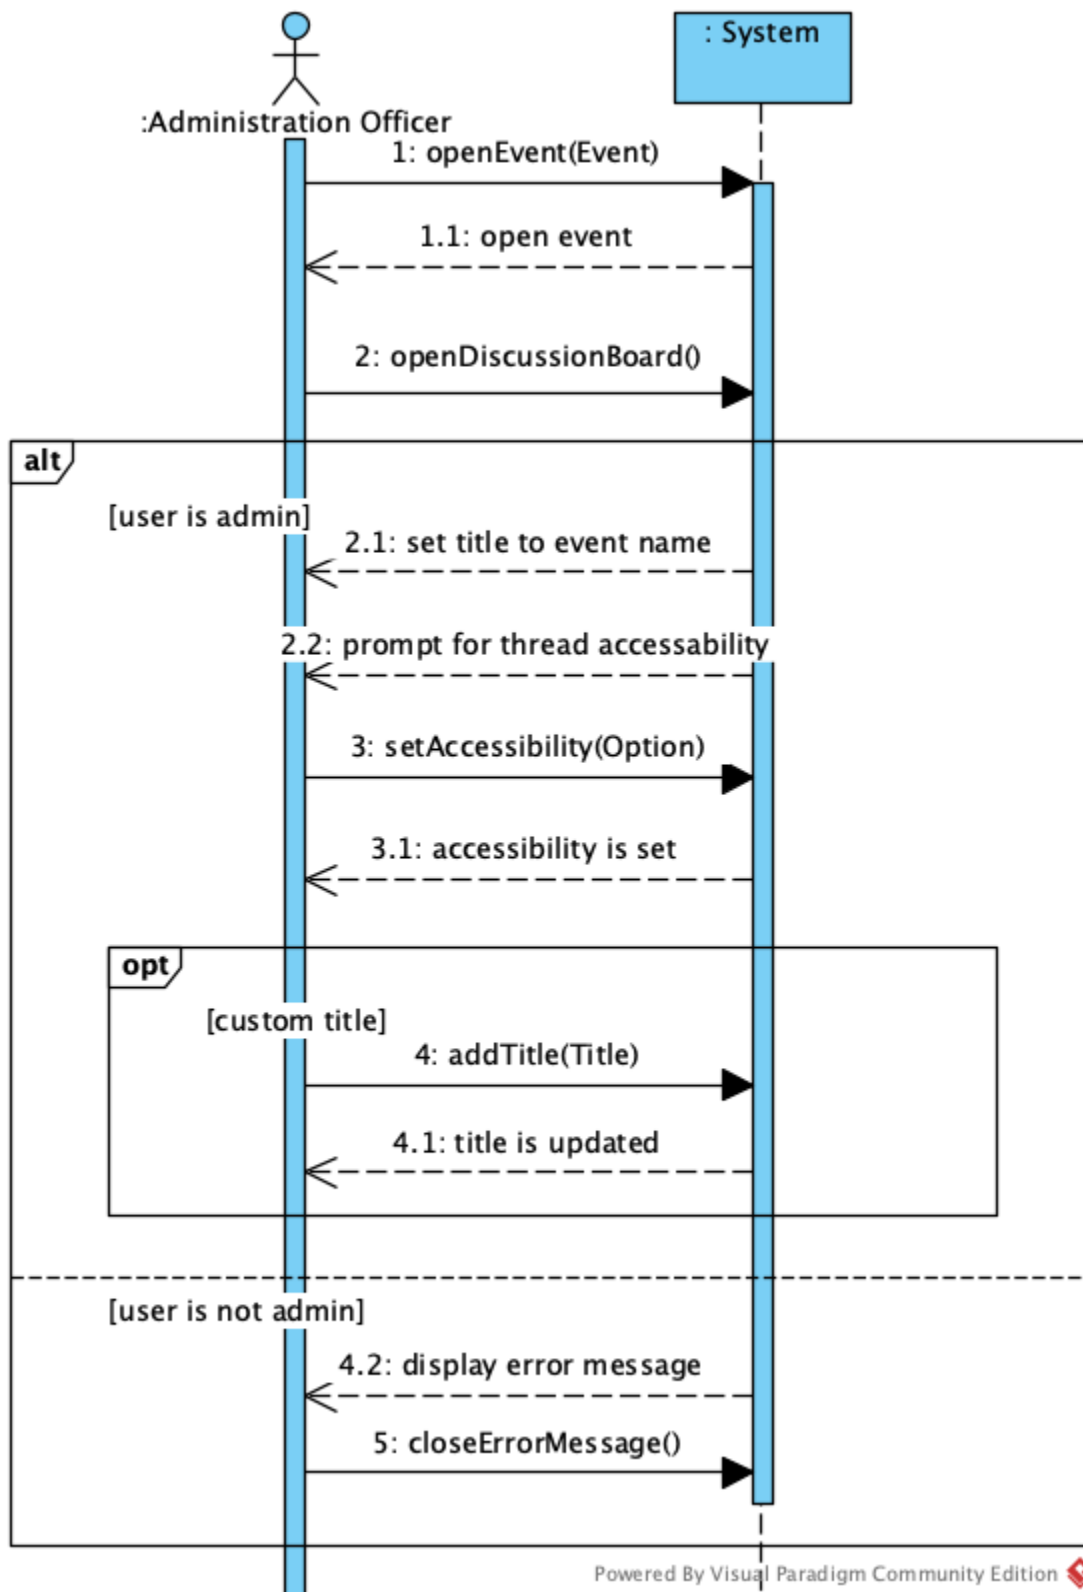 : System
:Administration Officer
1: openEvent(Event)
1.1: open event
2: openDiscussionBoard()
alt
[user is admin]
2.1: set title to event name
2.2: prompt for thread accessability
3: setAccessibility(Option)
3.1: accessibility is set
opt
[custom title]
4: addTitle(Title)
4.1: title is updated
[user is not admin]
4.2: display error message
5: closeErrorMessage()
Powered By Visual Paradigm Community Edition